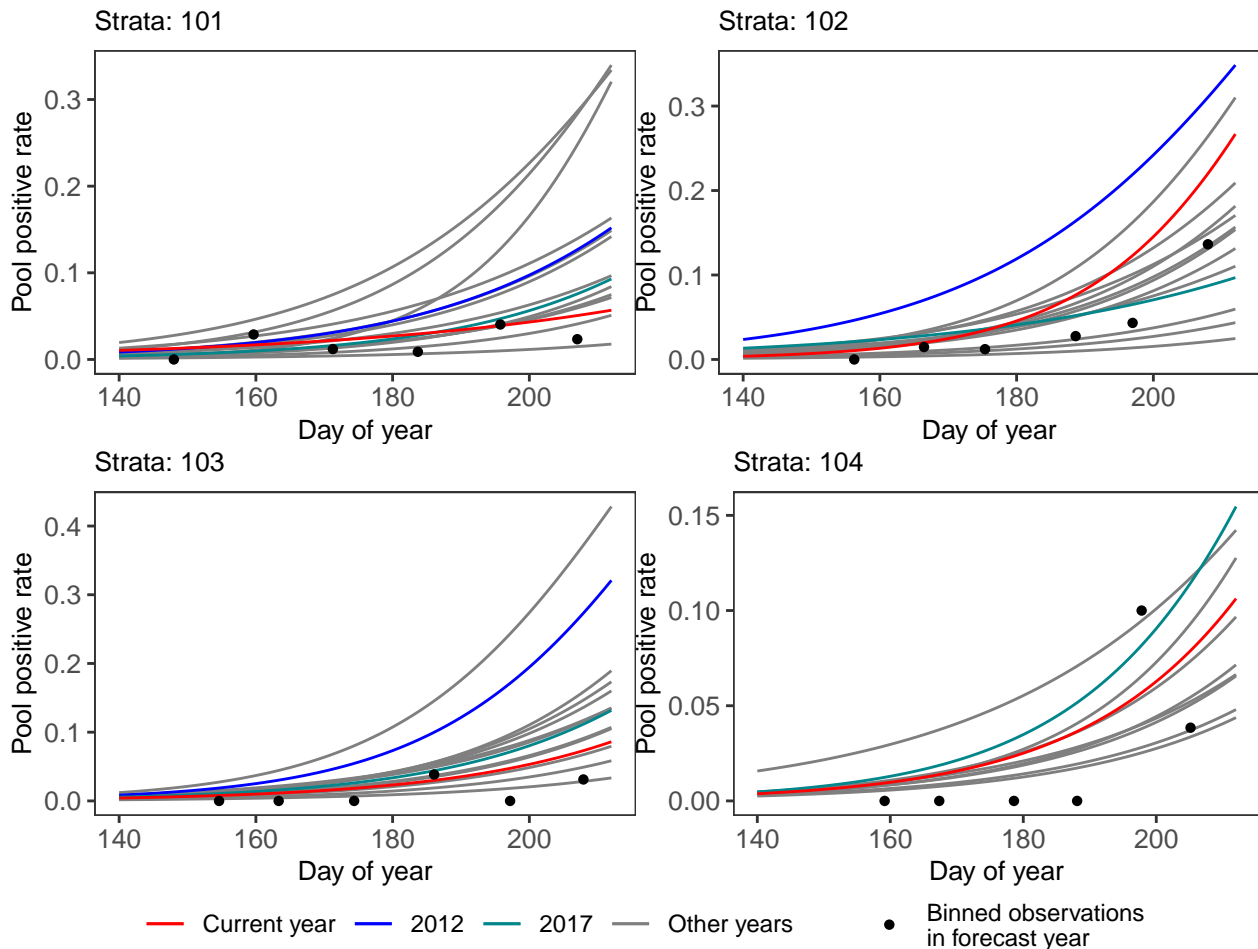 Strata: 101
Pool positive rate
0.3
0.2
0.1
0.0
140 160 180 200
Day of year
Strata: 102
Pool positive rate
0.3
0.2
0.1
0.0
140 160 180 200
Day of year
Strata: 103
Pool positive rate
0.4
0.3
0.2
0.1
0.0
140 160 180 200
Day of year
Strata: 104
Pool positive rate
0.15
0.10
0.05
0.00
140 160 180 200
Day of year
Current year 2012 2017 Other years
Binned observations
in forecast year